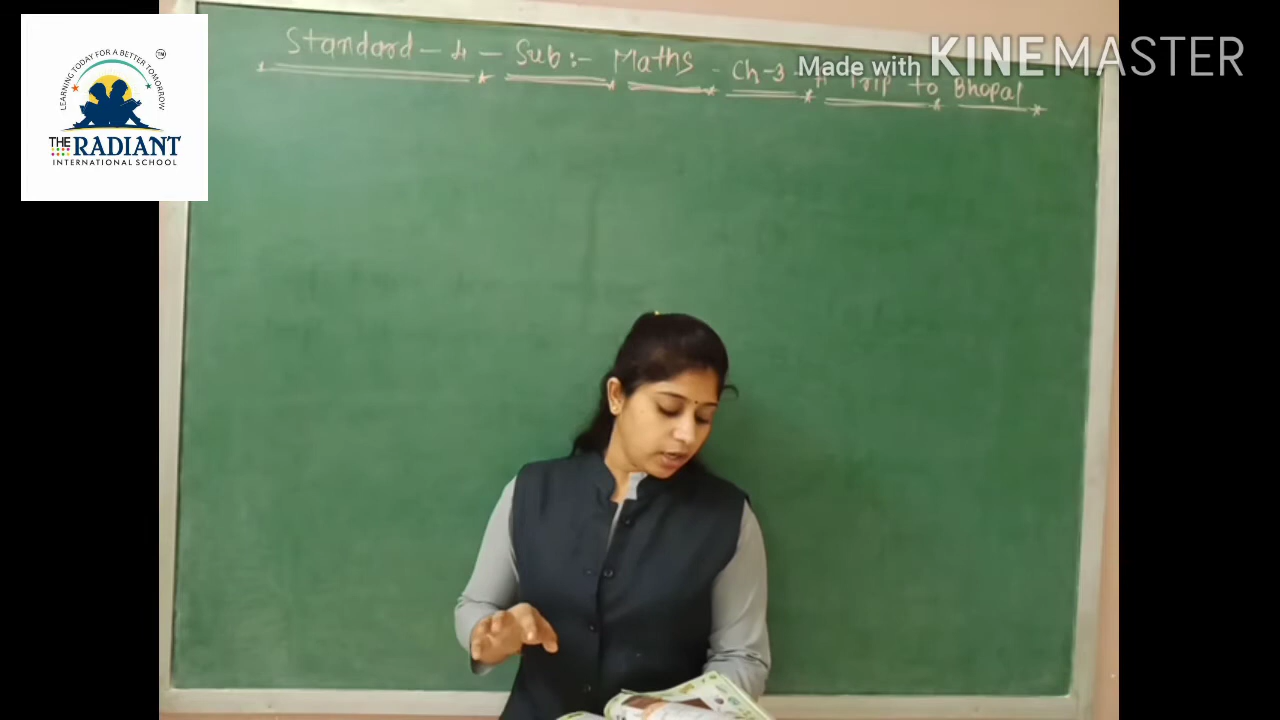 Standard - 4 - Sub :- Maths - Ch-3 - A Trip to Bhopal
Made with KINEMASTER
LEARNING TODAY FOR A BETTER TOMORROW
TM
THE RADIANT
INTERNATIONAL SCHOOL